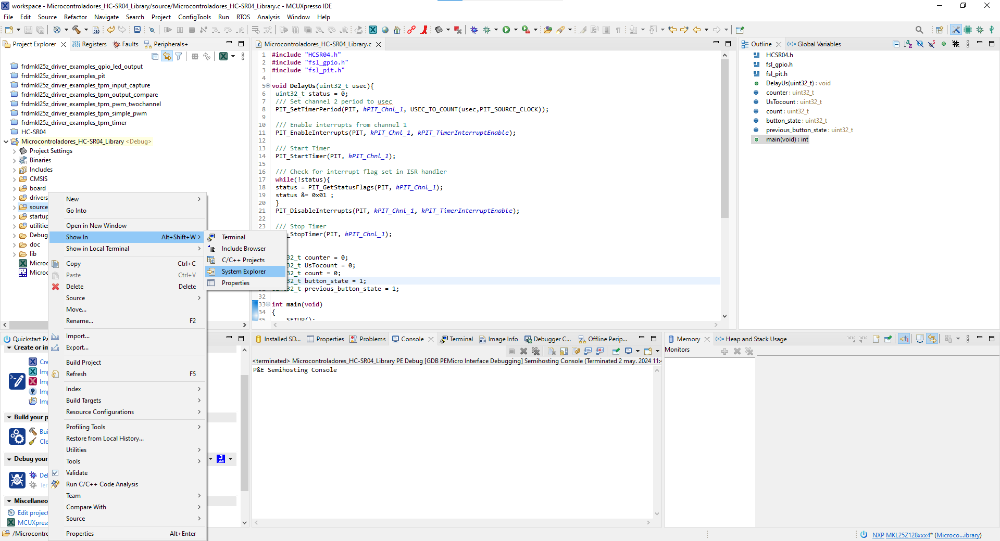 workspace - Microcontroladores_HC-SR04_Library/source/Microcontroladores_HC-SR04_Library.c - MCUXpresso IDE
File Edit Source Refactor Navigate Search Project ConfigTools Run RTOS Analysis Window Help
Project Explorer Registers Faults Peripherals+
frdmkl25z_driver_examples_gpio_led_output
frdmkl25z_driver_examples_pit
frdmkl25z_driver_examples_tpm_input_capture
frdmkl25z_driver_examples_tpm_output_compare
frdmkl25z_driver_examples_tpm_pwm_twochannel
frdmkl25z_driver_examples_tpm_simple_pwm
frdmkl25z_driver_examples_tpm_timer
HC-SR04
Microcontroladores_HC-SR04_Library <Debug>
Project Settings
Binaries
Includes
CMSIS
board
drivers
source
startup
utilities
Debug
doc
lib
Microc
Microc
New
Go Into
Open in New Window
Show In Alt+Shift+W
Show in Local Terminal
Copy Ctrl+C
Paste Ctrl+V
Delete Delete
Source
Move...
Rename... F2
Import...
Export...
Build Project
Refresh F5
Index
Build Targets
Resource Configurations
Profiling Tools
Restore from Local History...
Utilities
Tools
Validate
Run C/C++ Code Analysis
Team
Compare With
Source
Properties Alt+Enter
Terminal
Include Browser
C/C++ Projects
System Explorer
Properties
Microcontroladores_HC-SR04_Library.c
1 #include "HCSR04.h"
2 #include "fsl_gpio.h"
3 #include "fsl_pit.h"
4
5 void DelayUs(uint32_t usec){
6 uint32_t status = 0;
7 /// Set channel 2 period to usec
8 PIT_SetTimerPeriod(PIT, kPIT_Chnl_1, USEC_TO_COUNT(usec,PIT_SOURCE_CLOCK));
9
10 /// Enable interrupts from channel 1
11 PIT_EnableInterrupts(PIT, kPIT_Chnl_1, kPIT_TimerInterruptEnable);
12
13 /// Start Timer
14 PIT_StartTimer(PIT, kPIT_Chnl_1);
15
16 /// Check for interrupt flag set in ISR handler
17 while(!status){
18 status = PIT_GetStatusFlags(PIT, kPIT_Chnl_1);
19 status &= 0x01 ;
20 }
21 PIT_DisableInterrupts(PIT, kPIT_Chnl_1, kPIT_TimerInterruptEnable);
22
23 /// Stop Timer
_StopTimer(PIT, kPIT_Chnl_1);
32_t counter = 0;
32_t UsTocount = 0;
32_t count = 0;
32_t button_state = 1;
32_t previous_button_state = 1;
32
33 int main(void)
34 {
35 SETUP();
Outline Global Variables
HCSR04.h
fsl_gpio.h
fsl_pit.h
DelayUs(uint32_t) : void
counter : uint32_t
UsTocount : uint32_t
count : uint32_t
button_state : uint32_t
previous_button_state : uint32_t
main(void) : int
Quickstart Pa
Create or im
Cre
Imp
Imp
Imp
Imp
Build your p
Bui
Cle
Debug your
Link
Del
Ter
Miscellaneo
Edit project
MCUXpress
/Microcontro
Installed SD... Properties Problems Console Terminal Image Info Debugger C... Offline Perip...
<terminated> Microcontroladores_HC-SR04_Library PE Debug [GDB PEMicro Interface Debugging] Semihosting Console (Terminated 2 may. 2024 11:4
P&E Semihosting Console
Memory Heap and Stack Usage
Monitors
NXP MKL25Z128xxx4* (Microco...ibrary)